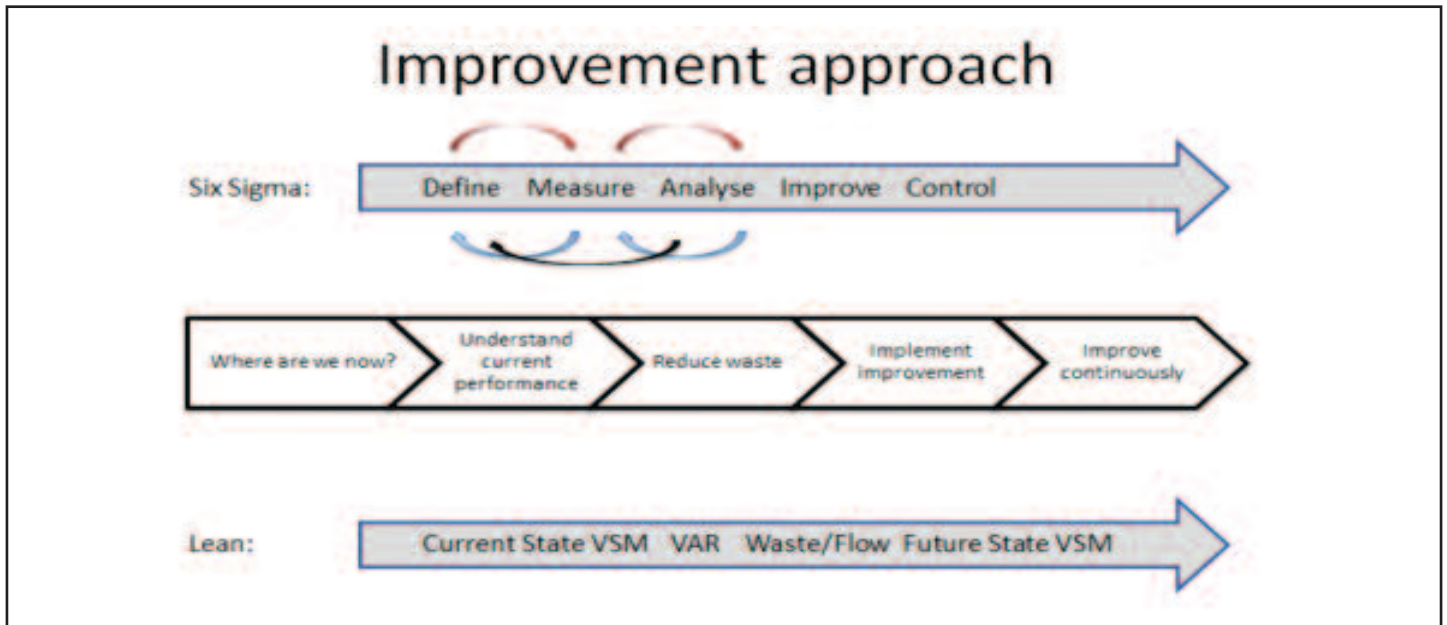 Improvement approach
Six Sigma:
Define Measure Analyse Improve Control
Where are we now?
Understand
current
performance
Reduce waste
Implement
improvement
Improve
continuously
Lean:
Current State VSM VAR Waste/Flow Future State VSM